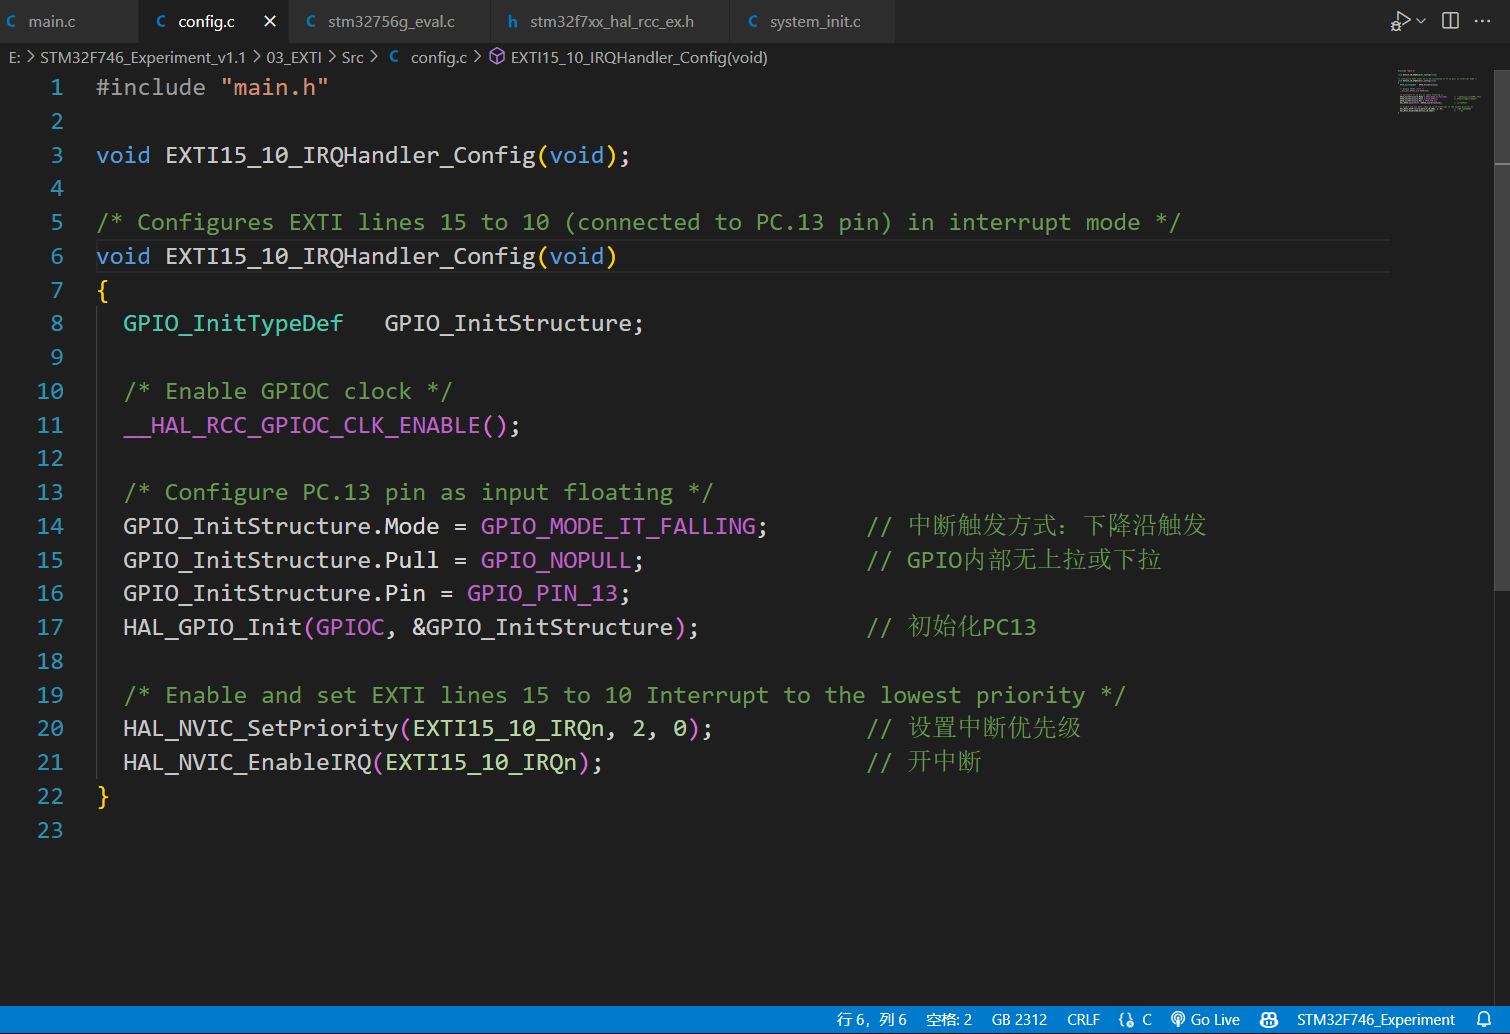 main.c config.c stm32756g_eval.c stm32f7xx_hal_rcc_ex.h system_init.c
E: > STM32F746_Experiment_v1.1 > 03_EXTI > Src > C config.c > EXTI15_10_IRQHandler_Config(void)
1 #include "main.h"
2
3 void EXTI15_10_IRQHandler_Config(void);
4
5 /* Configures EXTI lines 15 to 10 (connected to PC.13 pin) in interrupt mode */
6 void EXTI15_10_IRQHandler_Config(void)
7 {
8 GPIO_InitTypeDef   GPIO_InitStructure;
9
10 /* Enable GPIOC clock */
11 __HAL_RCC_GPIOC_CLK_ENABLE();
12
13 /* Configure PC.13 pin as input floating */
14 GPIO_InitStructure.Mode = GPIO_MODE_IT_FALLING; // 中断触发方式：下降沿触发
15 GPIO_InitStructure.Pull = GPIO_NOPULL; // GPIO内部无上拉或下拉
16 GPIO_InitStructure.Pin = GPIO_PIN_13;
17 HAL_GPIO_Init(GPIOC, &GPIO_InitStructure); // 初始化PC13
18
19 /* Enable and set EXTI lines 15 to 10 Interrupt to the lowest priority */
20 HAL_NVIC_SetPriority(EXTI15_10_IRQn, 2, 0); // 设置中断优先级
21 HAL_NVIC_EnableIRQ(EXTI15_10_IRQn); // 开中断
22 }
23
行 6，列 6 空格: 2 GB 2312 CRLF {} C Go Live STM32F746_Experiment